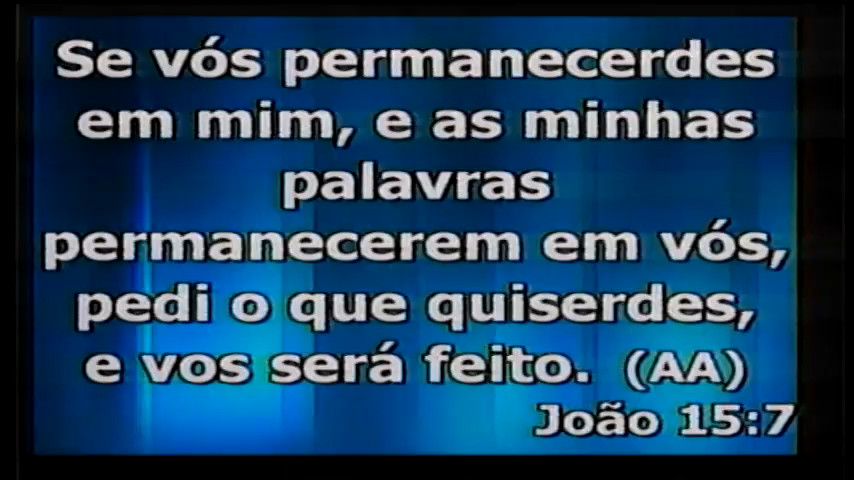 Se vós permanecerdes
em mim, e as minhas
palavras
permanecerem em vós,
pedi o que quiserdes,
e vos será feito. (AA)
João 15:7